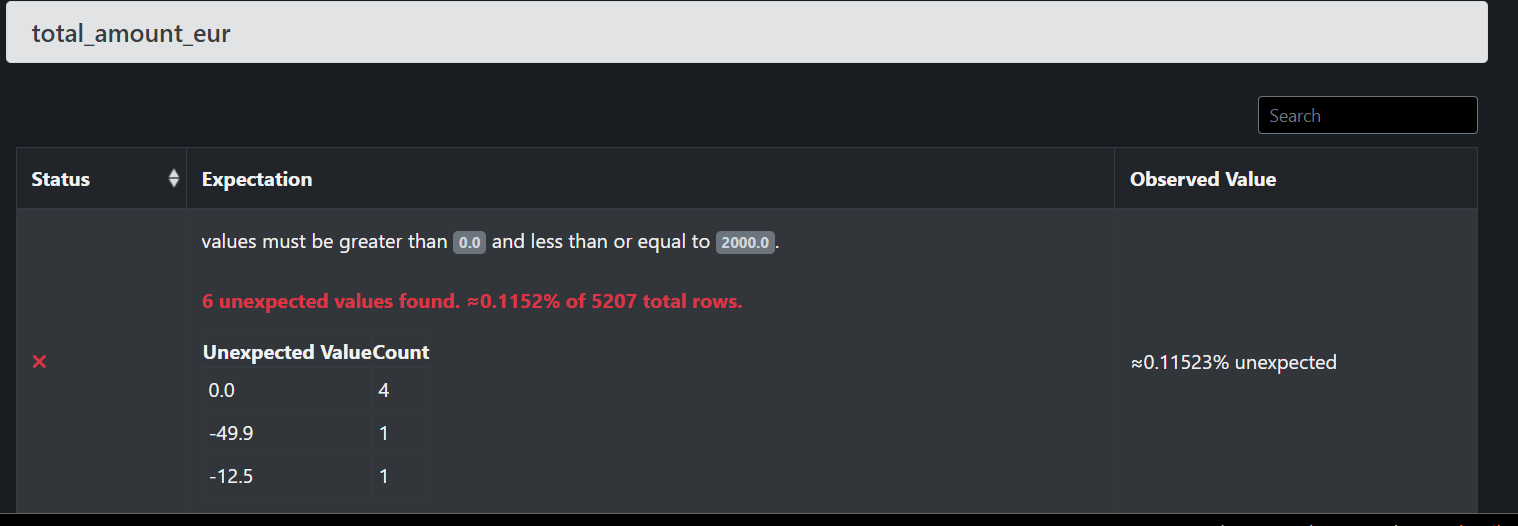 total_amount_eur
Search
Status Expectation Observed Value
values must be greater than 0.0 and less than or equal to 2000.0.
6 unexpected values found. ≈0.1152% of 5207 total rows.
≈0.11523% unexpected
Unexpected ValueCount
0.0 4
-49.9 1
-12.5 1